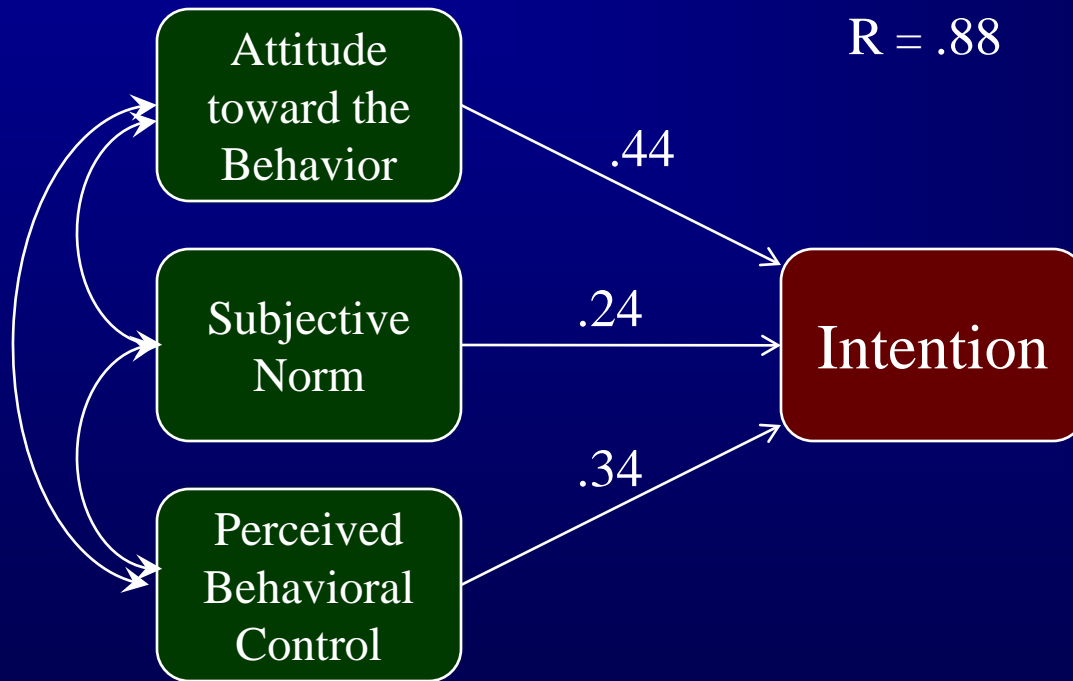 R = .88
Attitude
toward the
Behavior
.44
Subjective
Norm
.24
Intention
.34
Perceived
Behavioral
Control